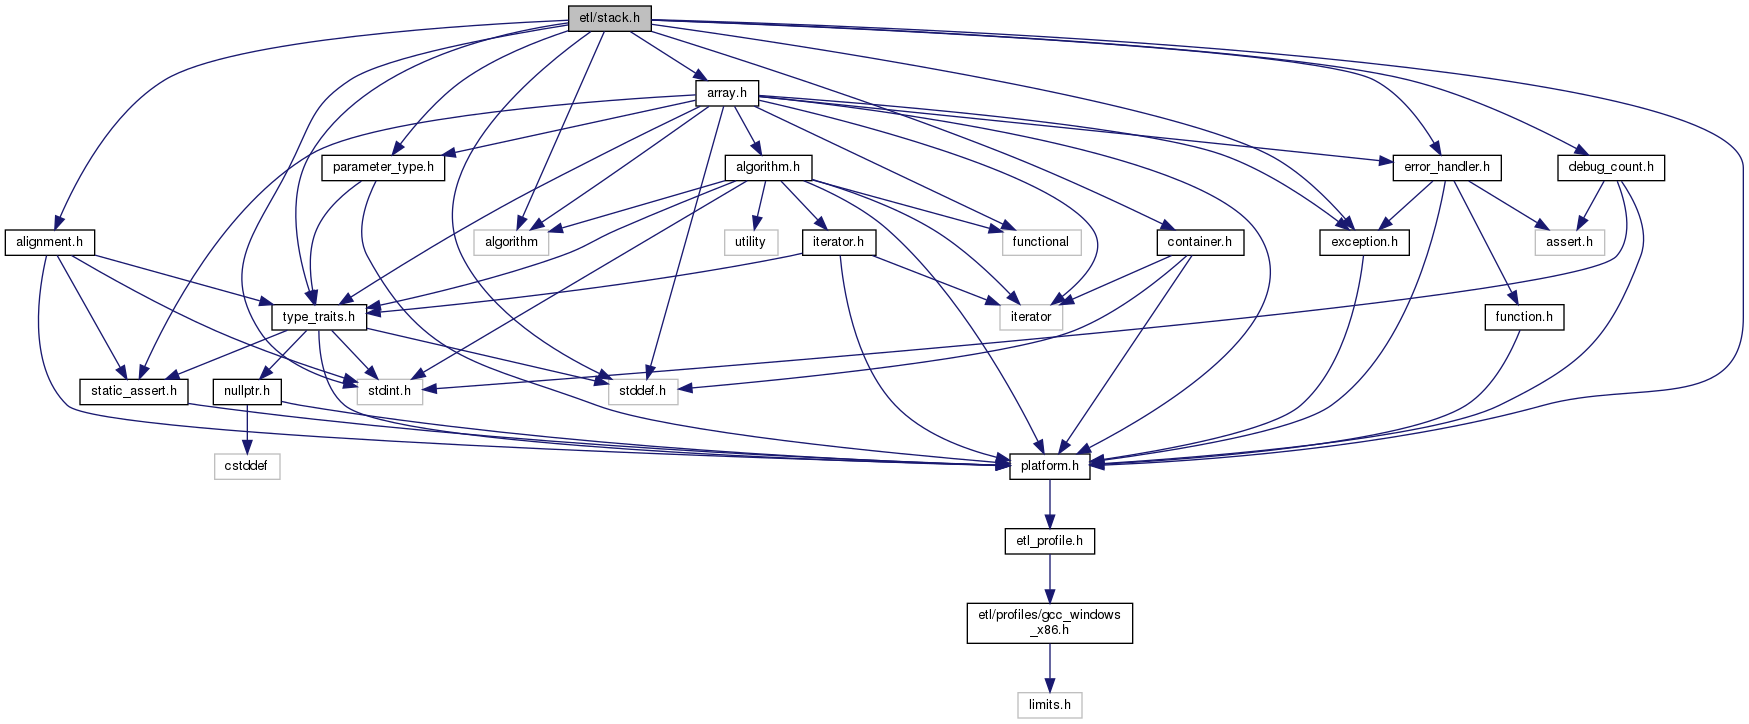 etl/stack.h
array.h
parameter_type.h
algorithm.h
error_handler.h
debug_count.h
alignment.h
algorithm
utility
iterator.h
functional
container.h
exception.h
assert.h
type_traits.h
iterator
function.h
static_assert.h
nullptr.h
stdint.h
stddef.h
cstddef
platform.h
etl_profile.h
etl/profiles/gcc_windows
_x86.h
limits.h